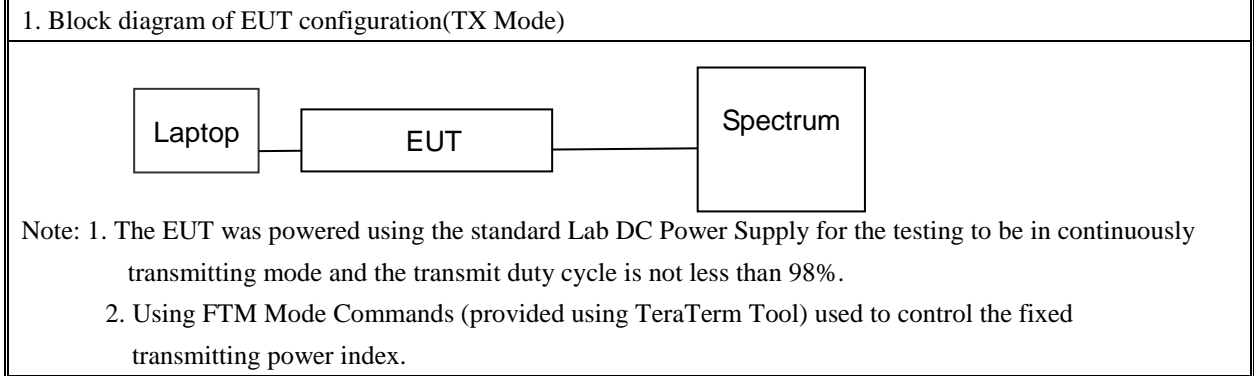 1. Block diagram of EUT configuration(TX Mode)
Laptop
EUT
Spectrum
Note: 1. The EUT was powered using the standard Lab DC Power Supply for the testing to be in continuously
transmitting mode and the transmit duty cycle is not less than 98%.
2. Using FTM Mode Commands (provided using TeraTerm Tool) used to control the fixed
transmitting power index.